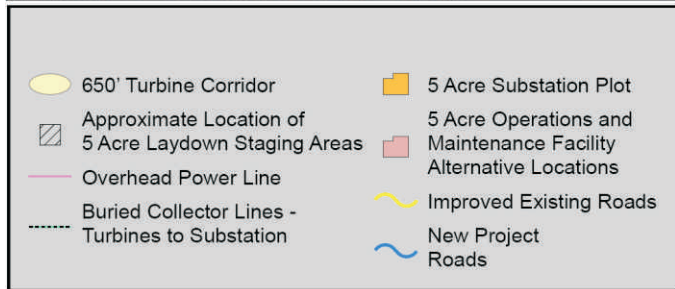 650' Turbine Corridor
Approximate Location of
5 Acre Laydown Staging Areas
Overhead Power Line
Buried Collector Lines -
Turbines to Substation
5 Acre Substation Plot
5 Acre Operations and
Maintenance Facility
Alternative Locations
Improved Existing Roads
New Project
Roads